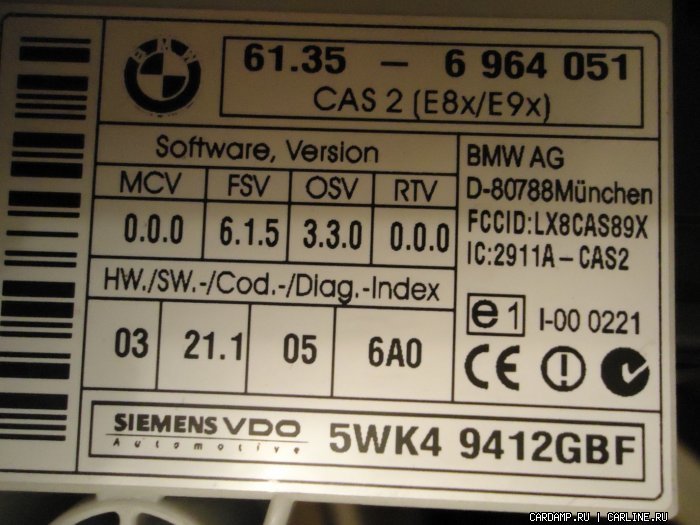 BMW
61.35 – 6 964 051
CAS 2 (E8x/E9x)
Software, Version
MCV FSV OSV RTV
0.0.0 6.1.5 3.3.0 0.0.0
HW./SW.-/Cod.-/Diag.-Index
03 21.1 05 6A0
BMW AG
D-80788München
FCCID:LX8CAS89X
IC:2911A–CAS2
e1 I-00 0221
CE
SIEMENS VDO
Automotive
5WK4 9412GBF
CARDAMP.RU | CARLINE.RU